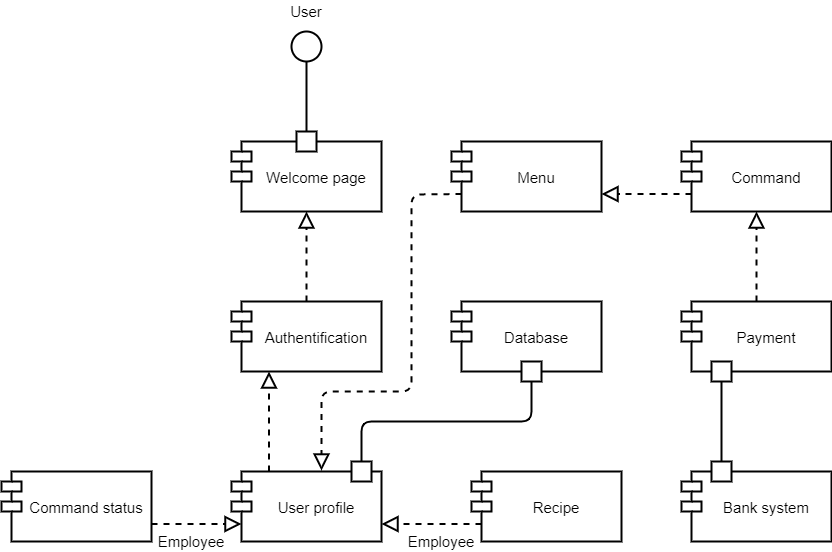 User
Welcome page
Menu
Command
Authentification
Database
Payment
Command status
User profile
Recipe
Bank system
Employee
Employee